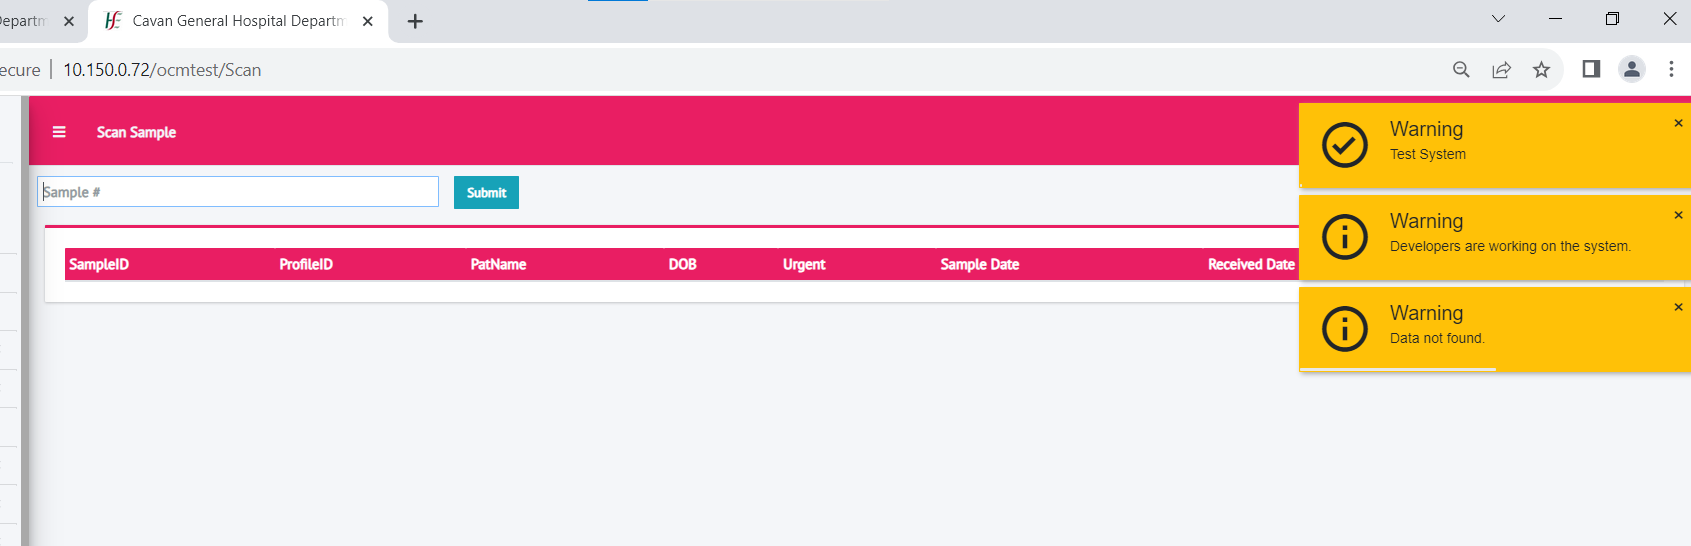 Departm
Cavan General Hospital Departm
ecure
10.150.0.72/ocmtest/Scan
Scan Sample
Sample #
Submit
SampleID
ProfileID
PatName
DOB
Urgent
Sample Date
Received Date
Warning
Test System
Warning
Developers are working on the system.
Warning
Data not found.